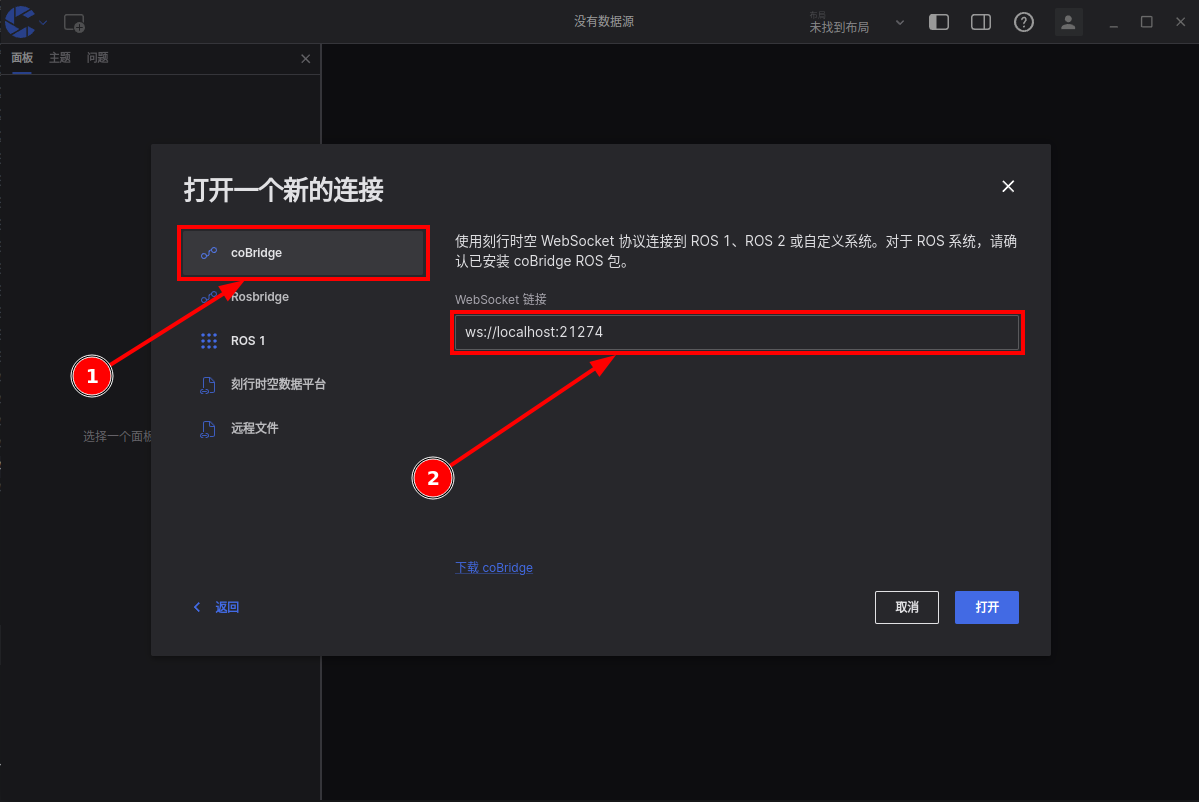 没有数据源
布局
未找到布局
面板 主题 问题
选择一个面板
打开一个新的连接
coBridge
Rosbridge
ROS 1
刻行时空数据平台
远程文件
使用刻行时空 WebSocket 协议连接到 ROS 1、ROS 2 或自定义系统。对于 ROS 系统，请确
认已安装 coBridge ROS 包。
WebSocket 链接
ws://localhost:21274
1
2
下载 coBridge
返回
取消
打开